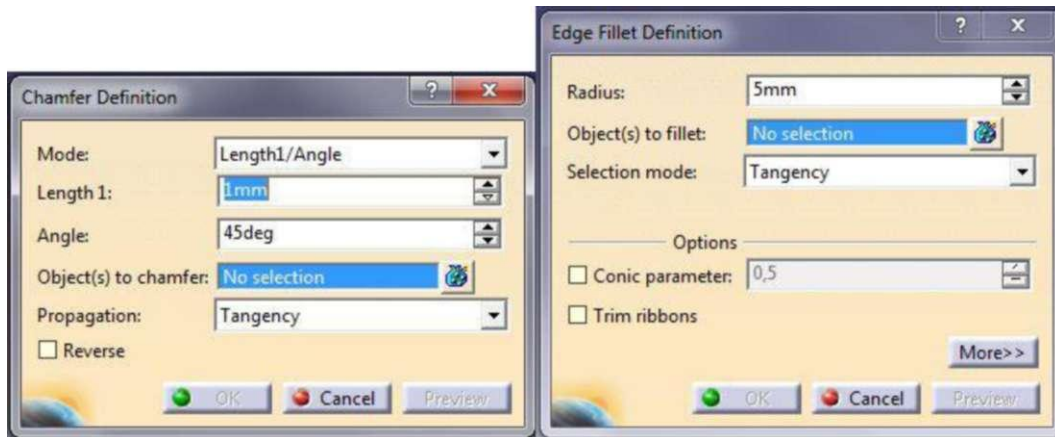 Chamfer Definition
?
X
Mode:
Length1/Angle
Length 1:
1mm
Angle:
45deg
Object(s) to chamfer:
No selection
Propagation:
Tangency
Reverse
OK
Cancel
Preview
Edge Fillet Definition
?
X
Radius:
5mm
Object(s) to fillet:
No selection
Selection mode:
Tangency
Options
Conic parameter:
0,5
Trim ribbons
More>>
OK
Cancel
Preview